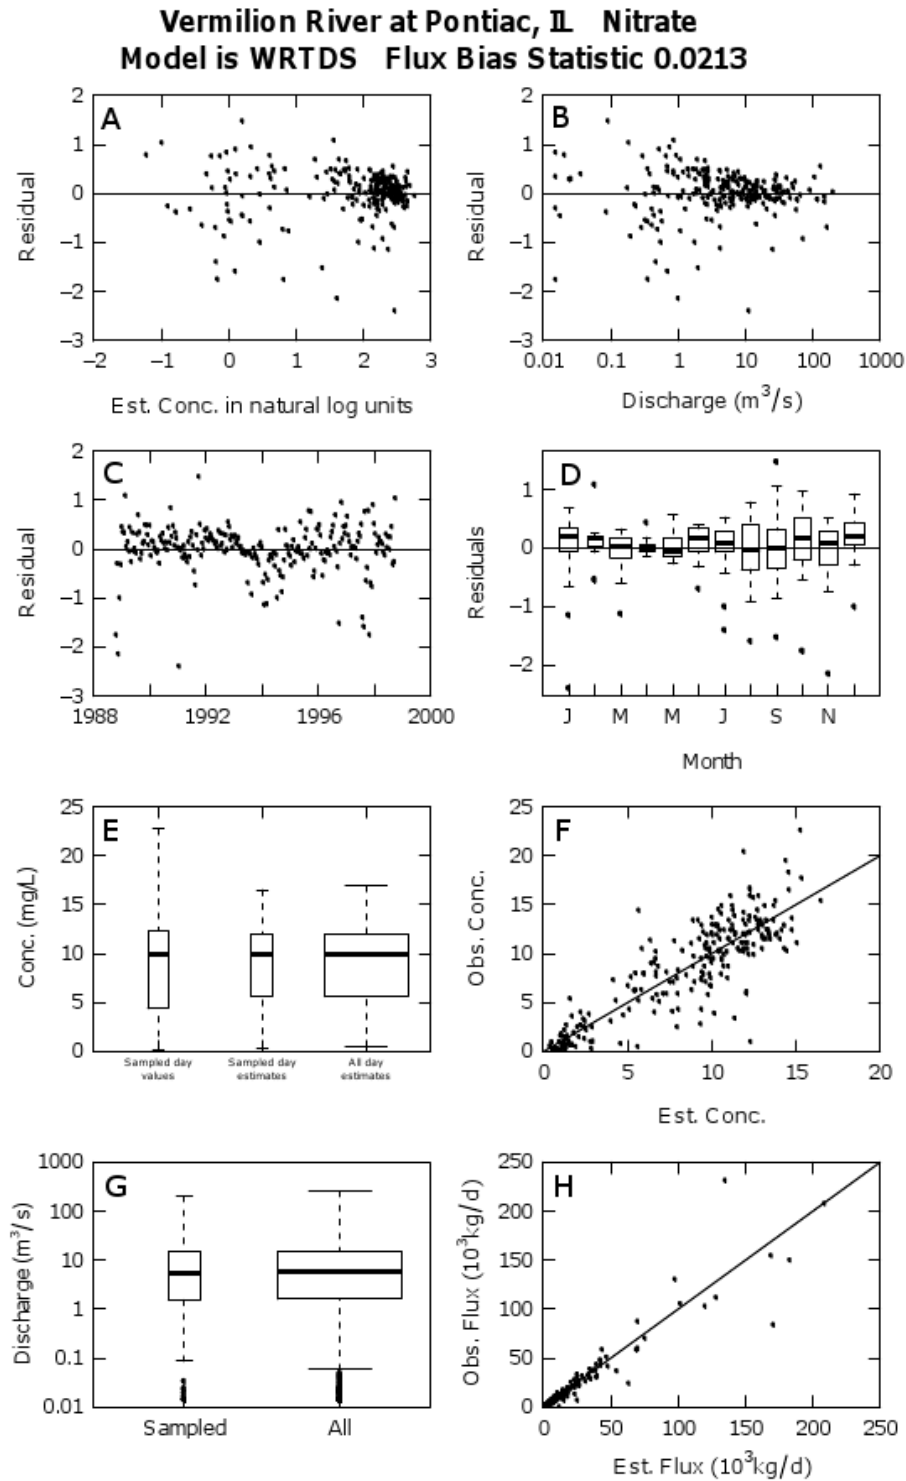 Vermilion River at Pontiac, IL Nitrate
Model is WRTDS Flux Bias Statistic 0.0213
A
2
1
0
−1
−2
−3
Residual
−2 −1 0 1 2 3
Est. Conc. in natural log units
B
2
1
0
−1
−2
−3
Residual
0.01 0.1 1 10 100 1000
Discharge (m³/s)
C
2
1
0
−1
−2
−3
Residual
1988 1992 1996 2000
D
1
0
−1
−2
Residuals
J M M J S N
Month
E
25
20
15
10
5
0
Conc. (mg/L)
Sampled day values
Sampled day estimates
All day estimates
F
25
20
15
10
5
0
Obs. Conc.
0 5 10 15 20
Est. Conc.
G
1000
100
10
1
0.1
0.01
Discharge (m³/s)
Sampled All
H
250
200
150
100
50
0
Obs. Flux (10³kg/d)
0 50 100 150 200 250
Est. Flux (10³kg/d)